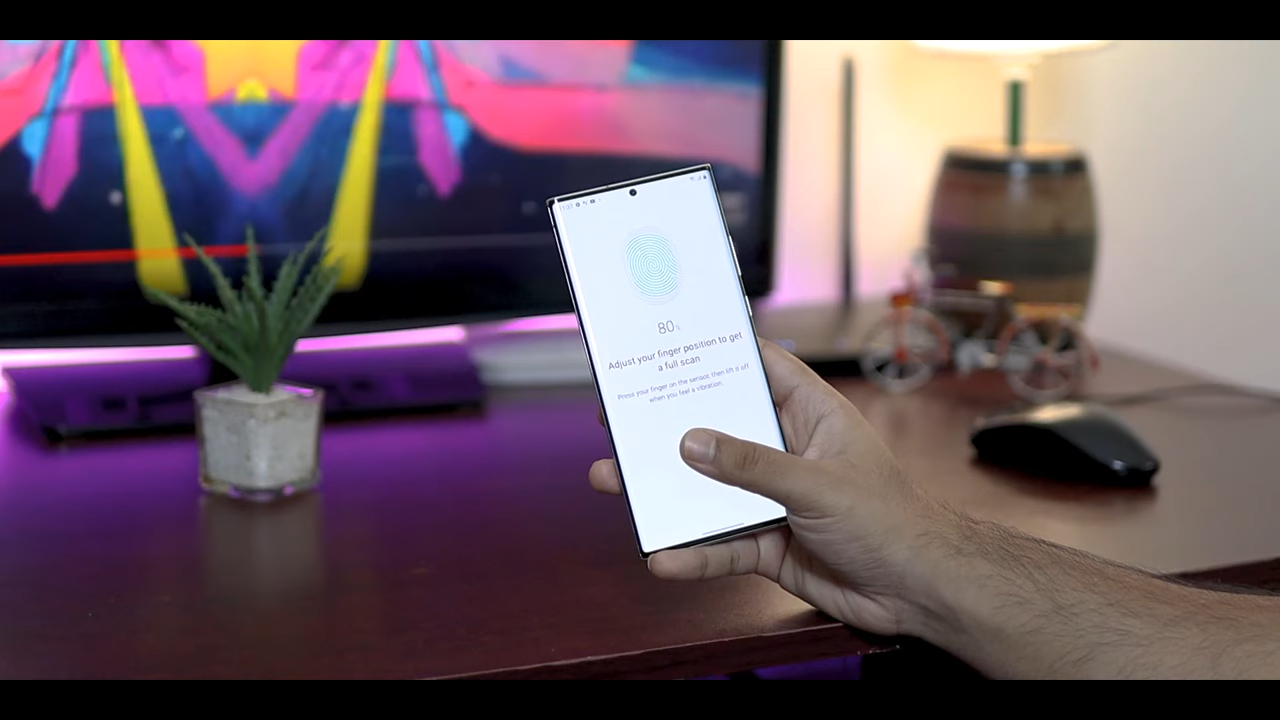 80%
Adjust your finger position to get
a full scan
Press your finger on the sensor, then lift it off
when you feel a vibration.